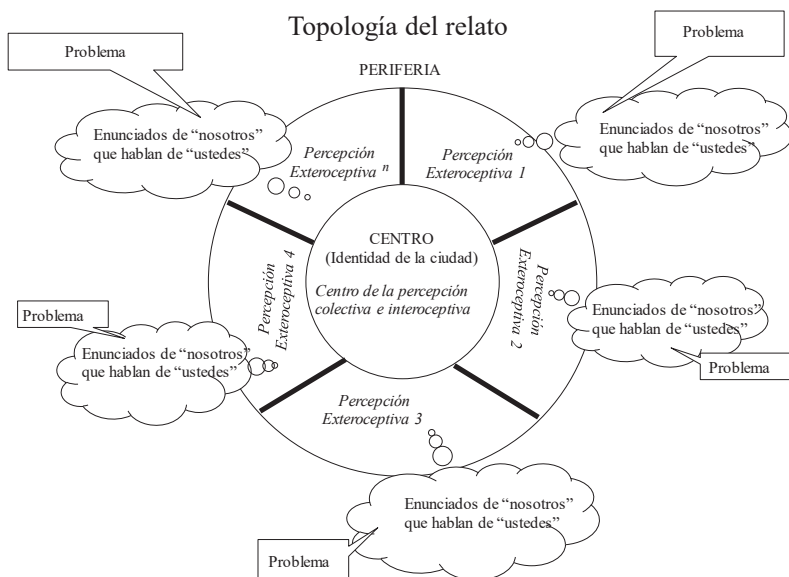 Topología del relato
Problema
Problema
PERIFERIA
Enunciados de “nosotros”
que hablan de “ustedes”
Percepción
Exteroceptiva n
Percepción
Exteroceptiva 1
Enunciados de “nosotros”
que hablan de “ustedes”
CENTRO
(Identidad de la ciudad)
Centro de la percepción
colectiva e interoceptiva
Percepción
Exteroceptiva 4
Percepción
Exteroceptiva 2
Problema
Enunciados de “nosotros”
que hablan de “ustedes”
Enunciados de “nosotros”
que hablan de “ustedes”
Problema
Percepción
Exteroceptiva 3
Enunciados de “nosotros”
que hablan de “ustedes”
Problema